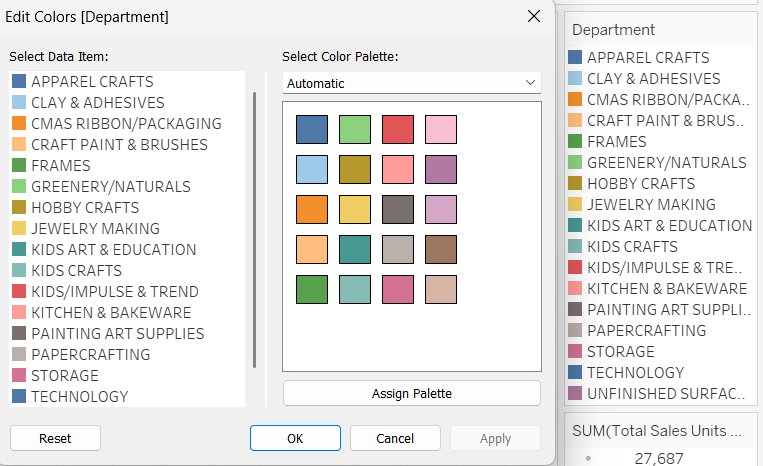 Edit Colors [Department]
Select Data Item:
APPAREL CRAFTS
CLAY & ADHESIVES
CMAS RIBBON/PACKAGING
CRAFT PAINT & BRUSHES
FRAMES
GREENERY/NATURALS
HOBBY CRAFTS
JEWELRY MAKING
KIDS ART & EDUCATION
KIDS CRAFTS
KIDS/IMPULSE & TREND
KITCHEN & BAKEWARE
PAINTING ART SUPPLIES
PAPERCRAFTING
STORAGE
TECHNOLOGY
Select Color Palette:
Automatic
Assign Palette
Reset
OK
Cancel
Apply
Department
APPAREL CRAFTS
CLAY & ADHESIVES
CMAS RIBBON/PACKA..
CRAFT PAINT & BRUS..
FRAMES
GREENERY/NATURALS
HOBBY CRAFTS
JEWELRY MAKING
KIDS ART & EDUCATION
KIDS CRAFTS
KIDS/IMPULSE & TRE..
KITCHEN & BAKEWARE
PAINTING ART SUPPLI..
PAPERCRAFTING
STORAGE
TECHNOLOGY
UNFINISHED SURFAC..
SUM(Total Sales Units ...
27,687